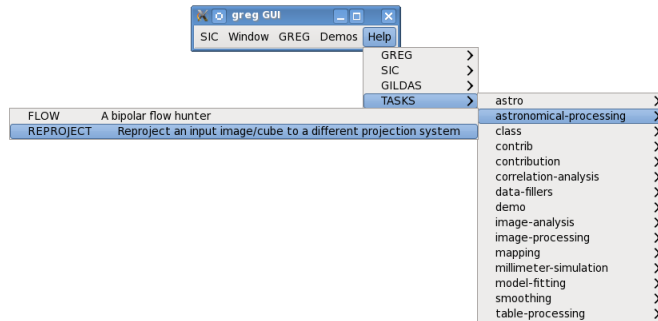 greg GUI
SIC Window GREG Demos Help
GREG
SIC
GILDAS
TASKS
astro
astronomical-processing
class
contrib
contribution
correlation-analysis
data-fillers
demo
image-analysis
image-processing
mapping
millimeter-simulation
model-fitting
smoothing
table-processing
FLOW A bipolar flow hunter
REPROJECT Reproject an input image/cube to a different projection system